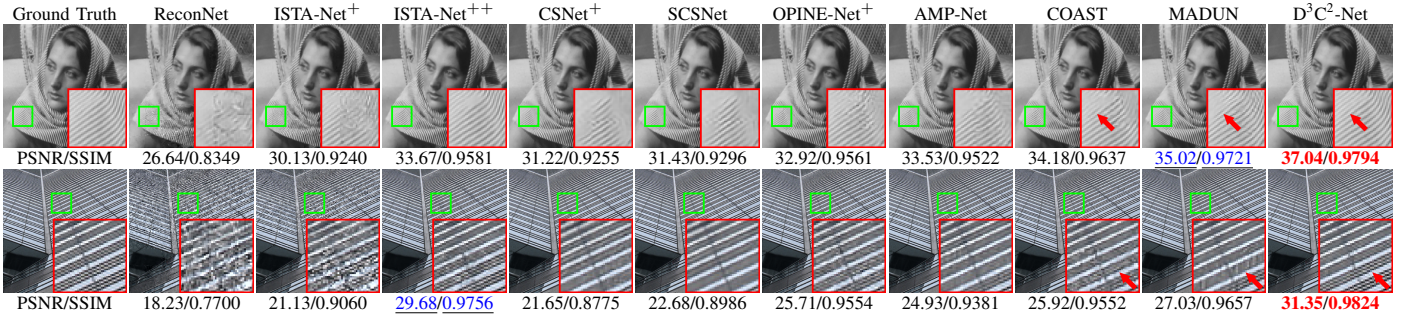 Ground Truth ReconNet ISTA-Net+ ISTA-Net++ CSNet+ SCSNet OPINE-Net+ AMP-Net COAST MADUN D3C2-Net
PSNR/SSIM 26.64/0.8349 30.13/0.9240 33.67/0.9581 31.22/0.9255 31.43/0.9296 32.92/0.9561 33.53/0.9522 34.18/0.9637 35.02/0.9721 37.04/0.9794
PSNR/SSIM 18.23/0.7700 21.13/0.9060 29.68/0.9756 21.65/0.8775 22.68/0.8986 25.71/0.9554 24.93/0.9381 25.92/0.9552 27.03/0.9657 31.35/0.9824